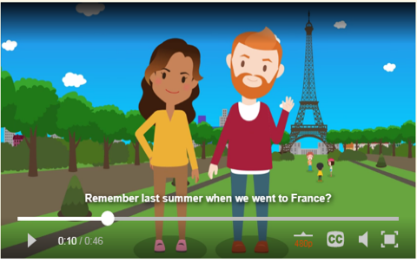 Remember last summer when we went to France?
0:10 / 0:46
CC